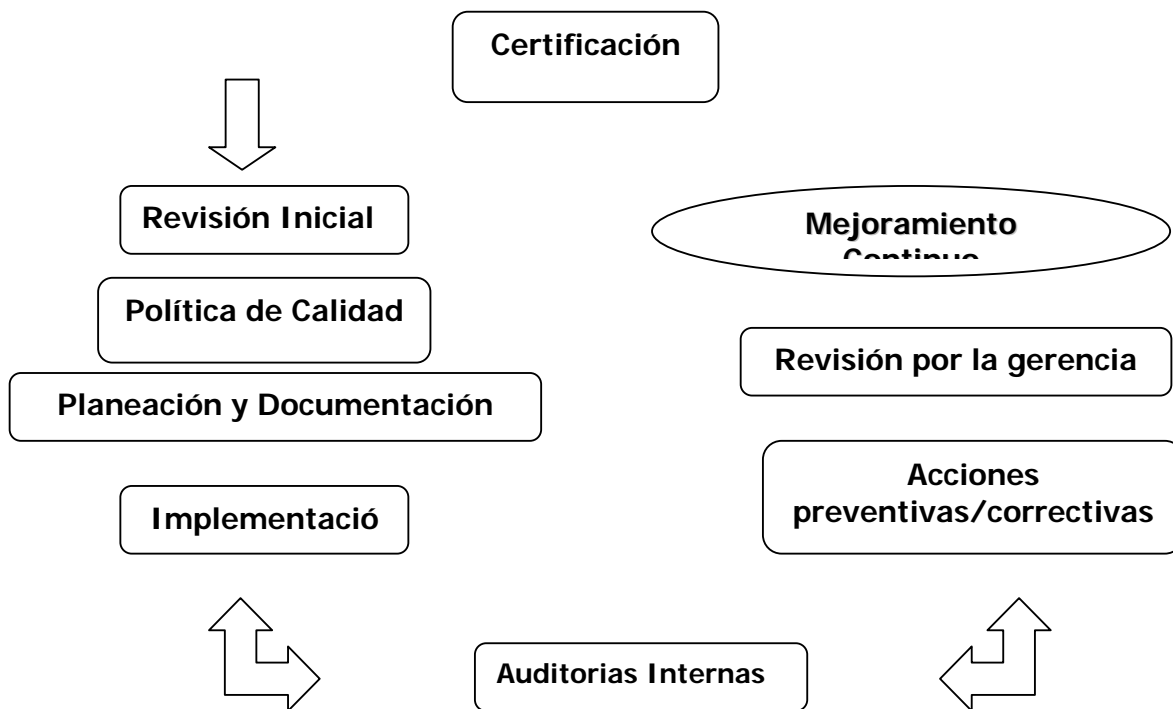 Certificación
Revisión Inicial
Política de Calidad
Planeación y Documentación
Implementació
Auditorias Internas
Mejoramiento
Continuo
Revisión por la gerencia
Acciones
preventivas/correctivas